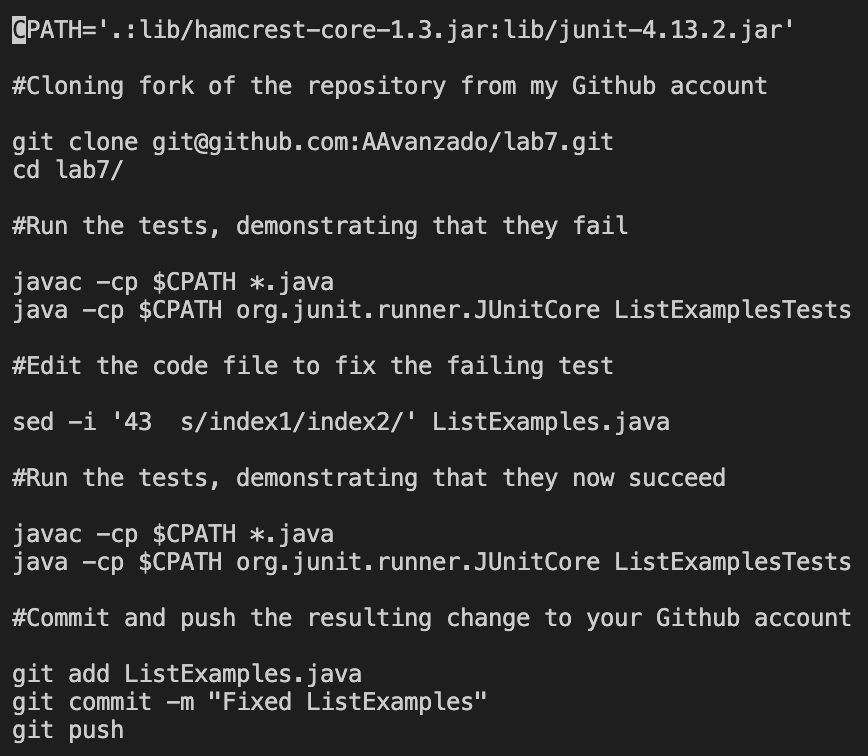 CPATH='.:lib/hamcrest-core-1.3.jar:lib/junit-4.13.2.jar'
#Cloning fork of the repository from my Github account
git clone git@github.com:AAvanzado/lab7.git
cd lab7/
#Run the tests, demonstrating that they fail
javac -cp $CPATH *.java
java -cp $CPATH org.junit.runner.JUnitCore ListExamplesTests
#Edit the code file to fix the failing test
sed -i '43  s/index1/index2/' ListExamples.java
#Run the tests, demonstrating that they now succeed
javac -cp $CPATH *.java
java -cp $CPATH org.junit.runner.JUnitCore ListExamplesTests
#Commit and push the resulting change to your Github account
git add ListExamples.java
git commit -m "Fixed ListExamples"
git push